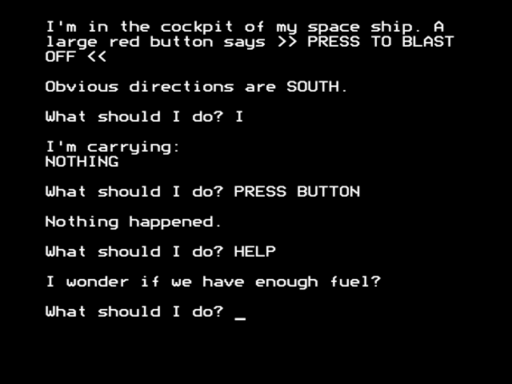 I'm in the cockpit of my space ship. A
large red button says >> PRESS TO BLAST
OFF <<
Obvious directions are SOUTH.
What should I do? I
I'm carrying:
NOTHING
What should I do? PRESS BUTTON
Nothing happened.
What should I do? HELP
I wonder if we have enough fuel?
What should I do? _